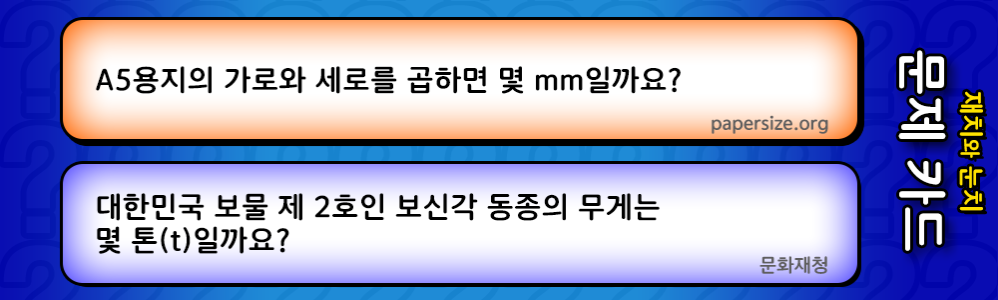 A5용지의 가로와 세로를 곱하면 몇 mm일까요?
papersize.org
대한민국 보물 제 2호인 보신각 동종의 무게는
몇 톤(t)일까요?
문화재청
재치와 눈치
문제 카드